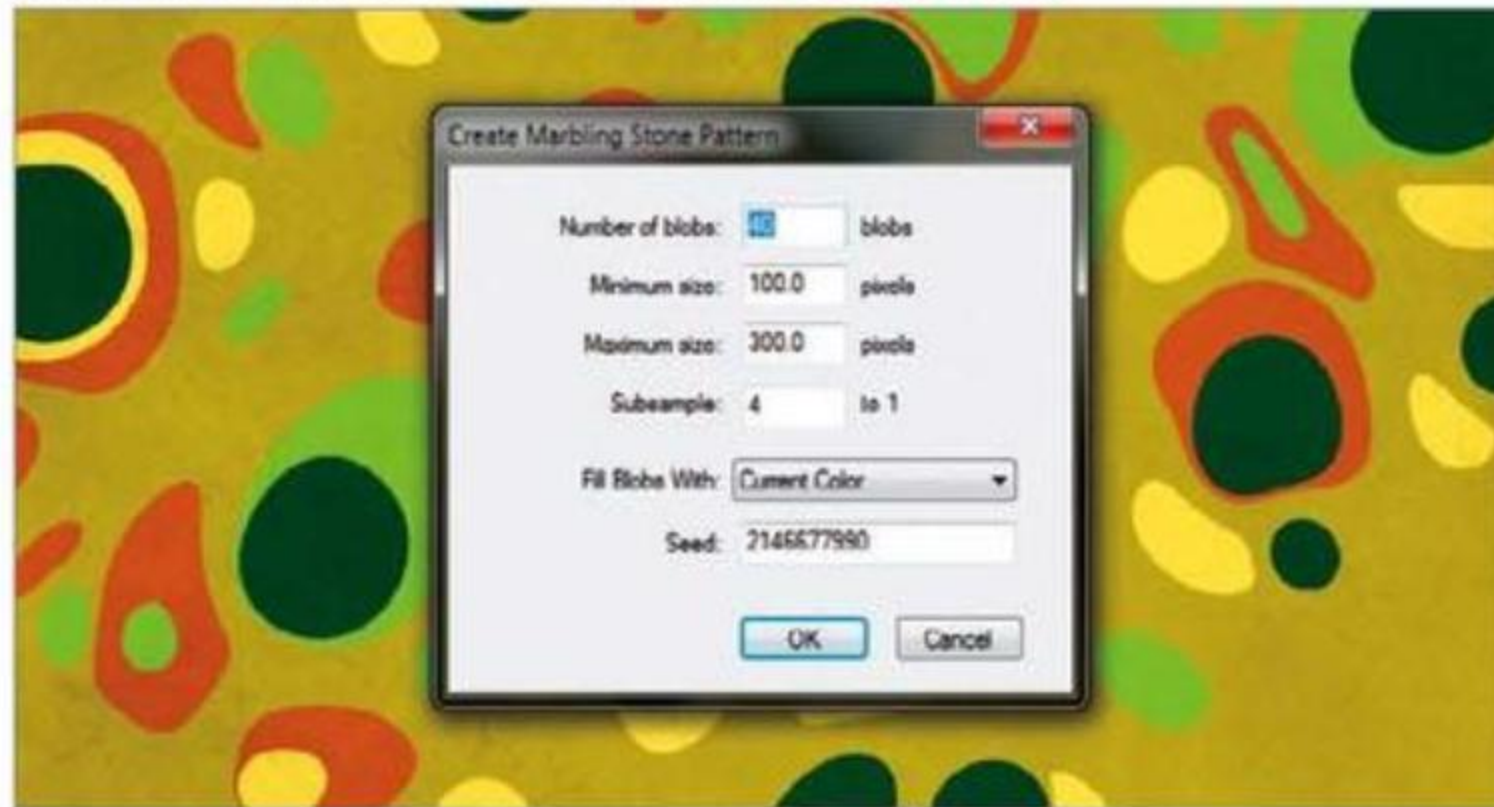 Create Marbling Stone Pattern
Number of blobs: 40 blobs
Minimum size: 100.0 pixels
Maximum size: 300.0 pixels
Subsample: 4 to 1
Fill Blobs With: Current Color
Seed: 2146677990
OK Cancel